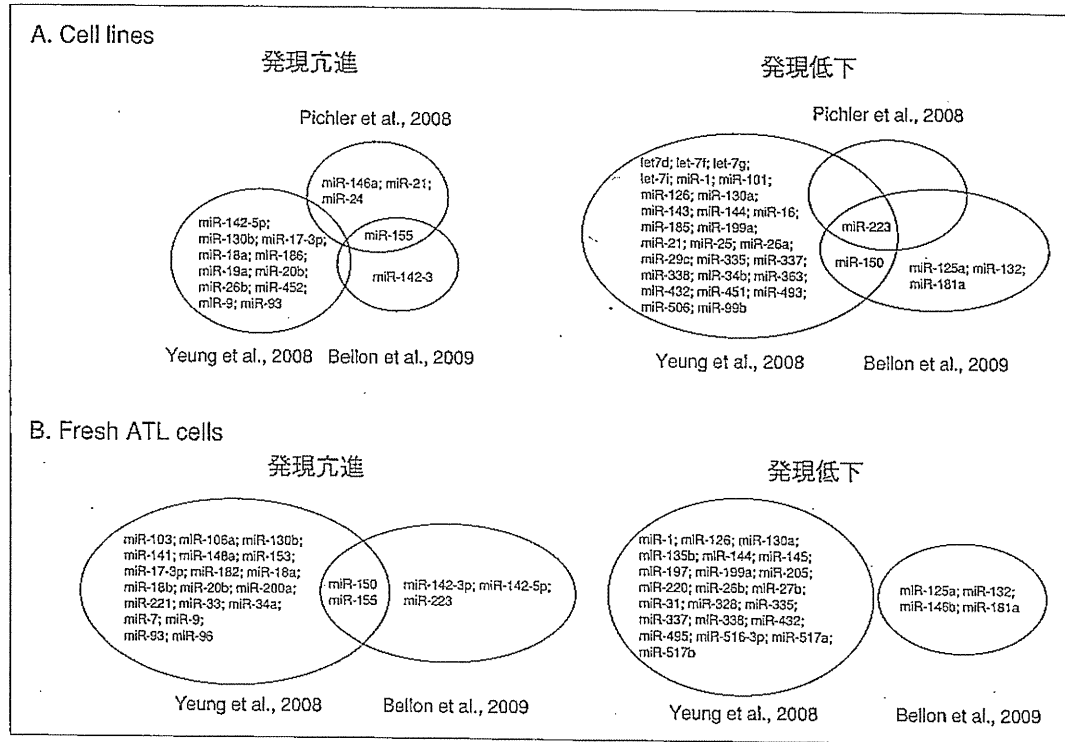 A. Cell lines
発現亢進
Pichler et al., 2008
miR-146a; miR-21;
miR-24
miR-142-5p;
miR-130b; miR-17-3p;
miR-18a; miR-186;
miR-19a; miR-20b;
miR-26b; miR-452;
miR-9; miR-93
miR-155
miR-142-3
Yeung et al., 2008
Bellon et al., 2009
発現低下
Pichler et al., 2008
let7d; let-7f; let-7g;
let-7i; miR-1; miR-101;
miR-126; miR-130a;
miR-143; miR-144; miR-16;
miR-185; miR-199a;
miR-21; miR-25; miR-26a;
miR-29c; miR-335; miR-337;
miR-338; miR-34b; miR-363;
miR-432; miR-451; miR-493;
miR-506; miR-99b
miR-223
miR-150
miR-125a; miR-132;
miR-181a
Yeung et al., 2008
Bellon et al., 2009
B. Fresh ATL cells
発現亢進
miR-103; miR-106a; miR-130b;
miR-141; miR-148a; miR-153;
miR-17-3p; miR-182; miR-18a;
miR-18b; miR-20b; miR-200a;
miR-221; miR-33; miR-34a;
miR-7; miR-9;
miR-93; miR-96
miR-150
miR-155
miR-142-3p; miR-142-5p;
miR-223
Yeung et al., 2008
Bellon et al., 2009
発現低下
miR-1; miR-126; miR-130a;
miR-135b; miR-144; miR-145;
miR-197; miR-199a; miR-205;
miR-220; miR-26b; miR-27b;
miR-31; miR-328; miR-335;
miR-337; miR-338; miR-432;
miR-495; miR-516-3p; miR-517a;
miR-517b
miR-125a; miR-132;
miR-146b; miR-181a
Yeung et al., 2008
Bellon et al., 2009